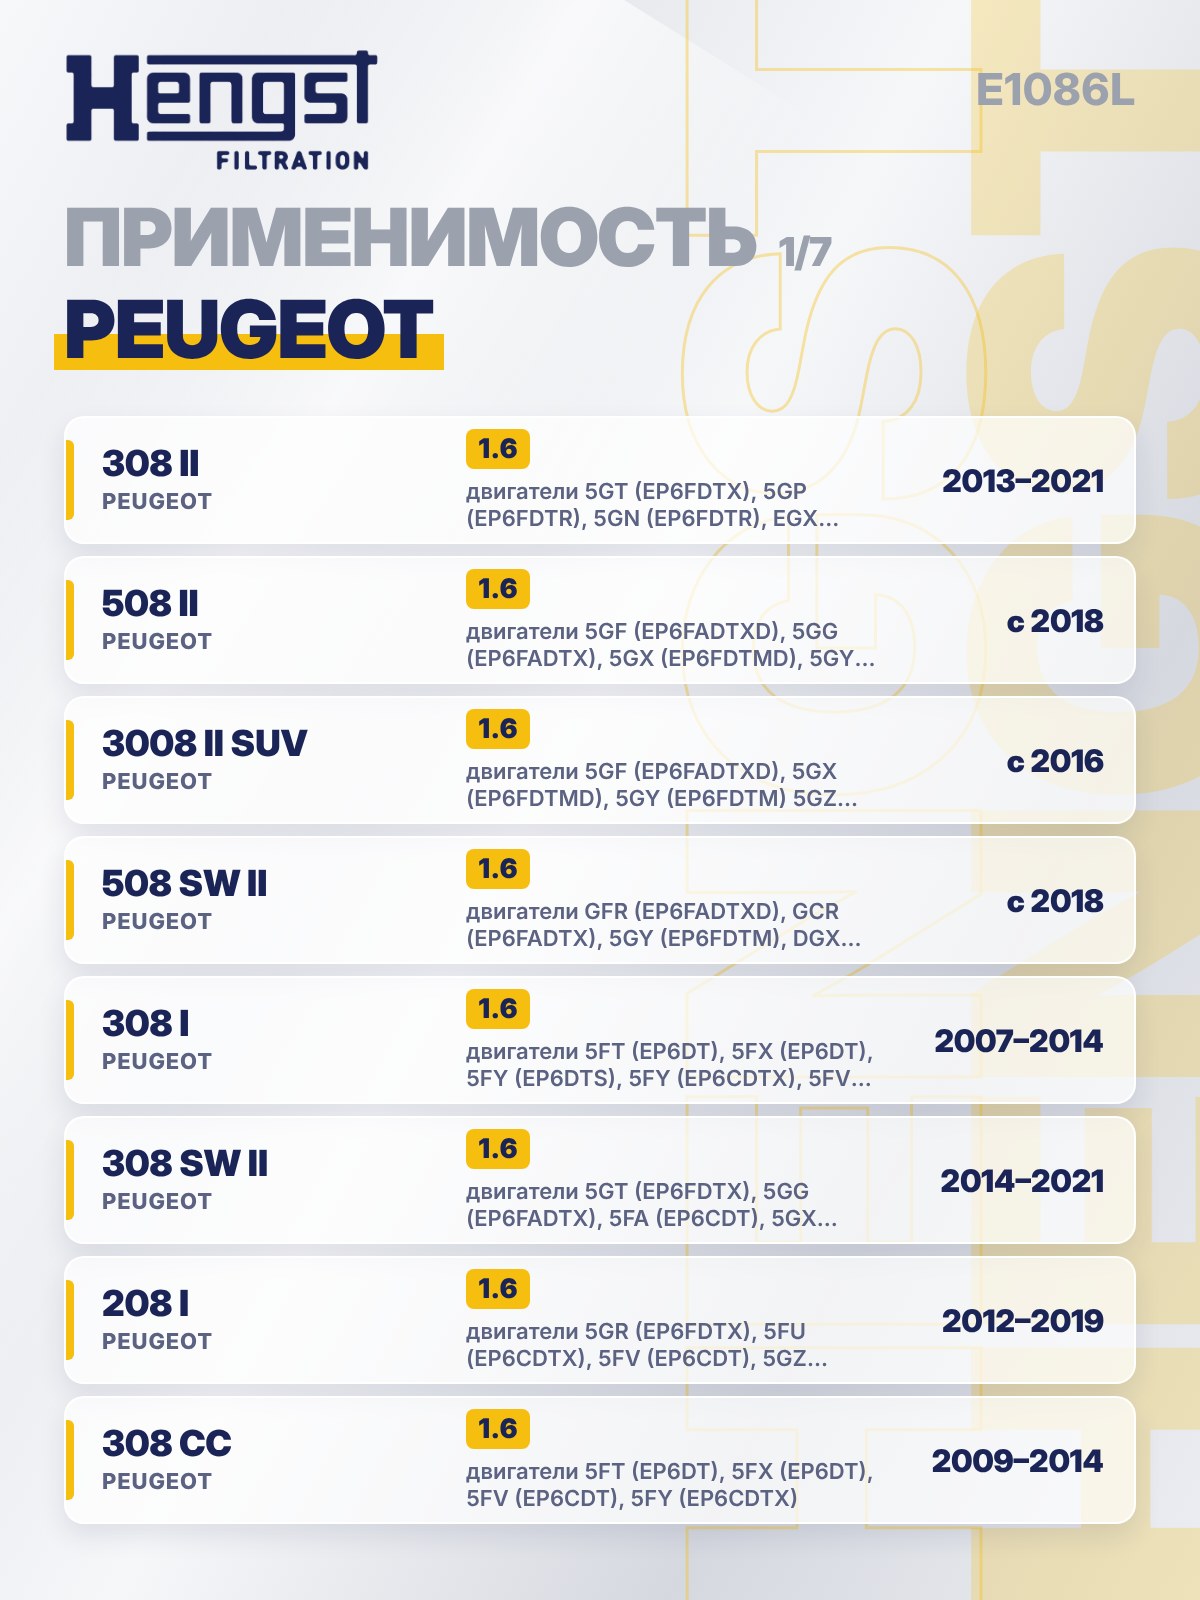 Hengst
FILTRATION
E1086L
ПРИМЕНИМОСТЬ 1/7
PEUGEOT
308 II
PEUGEOT
1.6
двигатели 5GT (EP6FDTX), 5GP
(EP6FDTR), 5GN (EP6FDTR), EGX...
2013–2021
508 II
PEUGEOT
1.6
двигатели 5GF (EP6FADTXD), 5GG
(EP6FADTX), 5GX (EP6FDTMD), 5GY...
с 2018
3008 II SUV
PEUGEOT
1.6
двигатели 5GF (EP6FADTXD), 5GX
(EP6FDTMD), 5GY (EP6FDTM) 5GZ...
с 2016
508 SW II
PEUGEOT
1.6
двигатели GFR (EP6FADTXD), GCR
(EP6FADTX), 5GY (EP6FDTM), DGX...
с 2018
308 I
PEUGEOT
1.6
двигатели 5FT (EP6DT), 5FX (EP6DT),
5FY (EP6DTS), 5FY (EP6CDTX), 5FV...
2007–2014
308 SW II
PEUGEOT
1.6
двигатели 5GT (EP6FDTX), 5GG
(EP6FADTX), 5FA (EP6CDT), 5GX...
2014–2021
208 I
PEUGEOT
1.6
двигатели 5GR (EP6FDTX), 5FU
(EP6CDTX), 5FV (EP6CDT), 5GZ...
2012–2019
308 CC
PEUGEOT
1.6
двигатели 5FT (EP6DT), 5FX (EP6DT),
5FV (EP6CDT), 5FY (EP6CDTX)
2009–2014